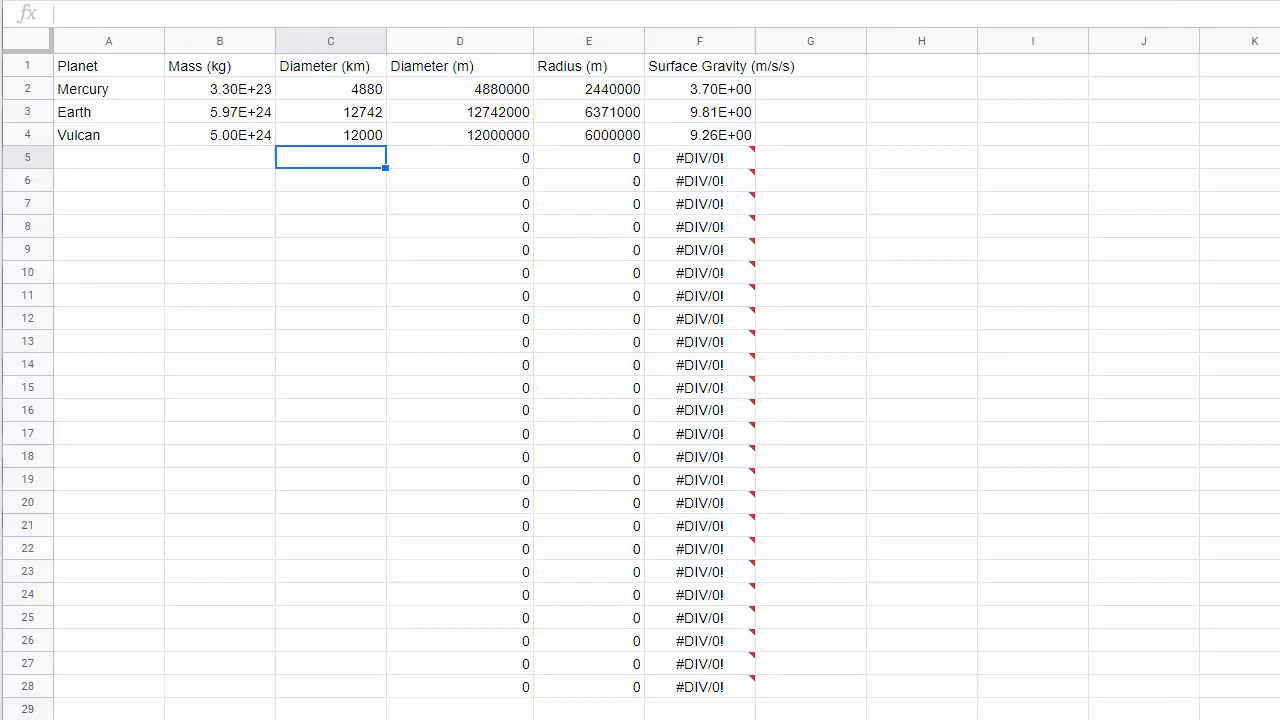 fx
A B C D E F G H I J K
1 Planet Mass (kg) Diameter (km) Diameter (m) Radius (m) Surface Gravity (m/s/s)
2 Mercury 3.30E+23 4880 4880000 2440000 3.70E+00
3 Earth 5.97E+24 12742 12742000 6371000 9.81E+00
4 Vulcan 5.00E+24 12000 12000000 6000000 9.26E+00
5 0 0 #DIV/0!
6 0 0 #DIV/0!
7 0 0 #DIV/0!
8 0 0 #DIV/0!
9 0 0 #DIV/0!
10 0 0 #DIV/0!
11 0 0 #DIV/0!
12 0 0 #DIV/0!
13 0 0 #DIV/0!
14 0 0 #DIV/0!
15 0 0 #DIV/0!
16 0 0 #DIV/0!
17 0 0 #DIV/0!
18 0 0 #DIV/0!
19 0 0 #DIV/0!
20 0 0 #DIV/0!
21 0 0 #DIV/0!
22 0 0 #DIV/0!
23 0 0 #DIV/0!
24 0 0 #DIV/0!
25 0 0 #DIV/0!
26 0 0 #DIV/0!
27 0 0 #DIV/0!
28 0 0 #DIV/0!
29